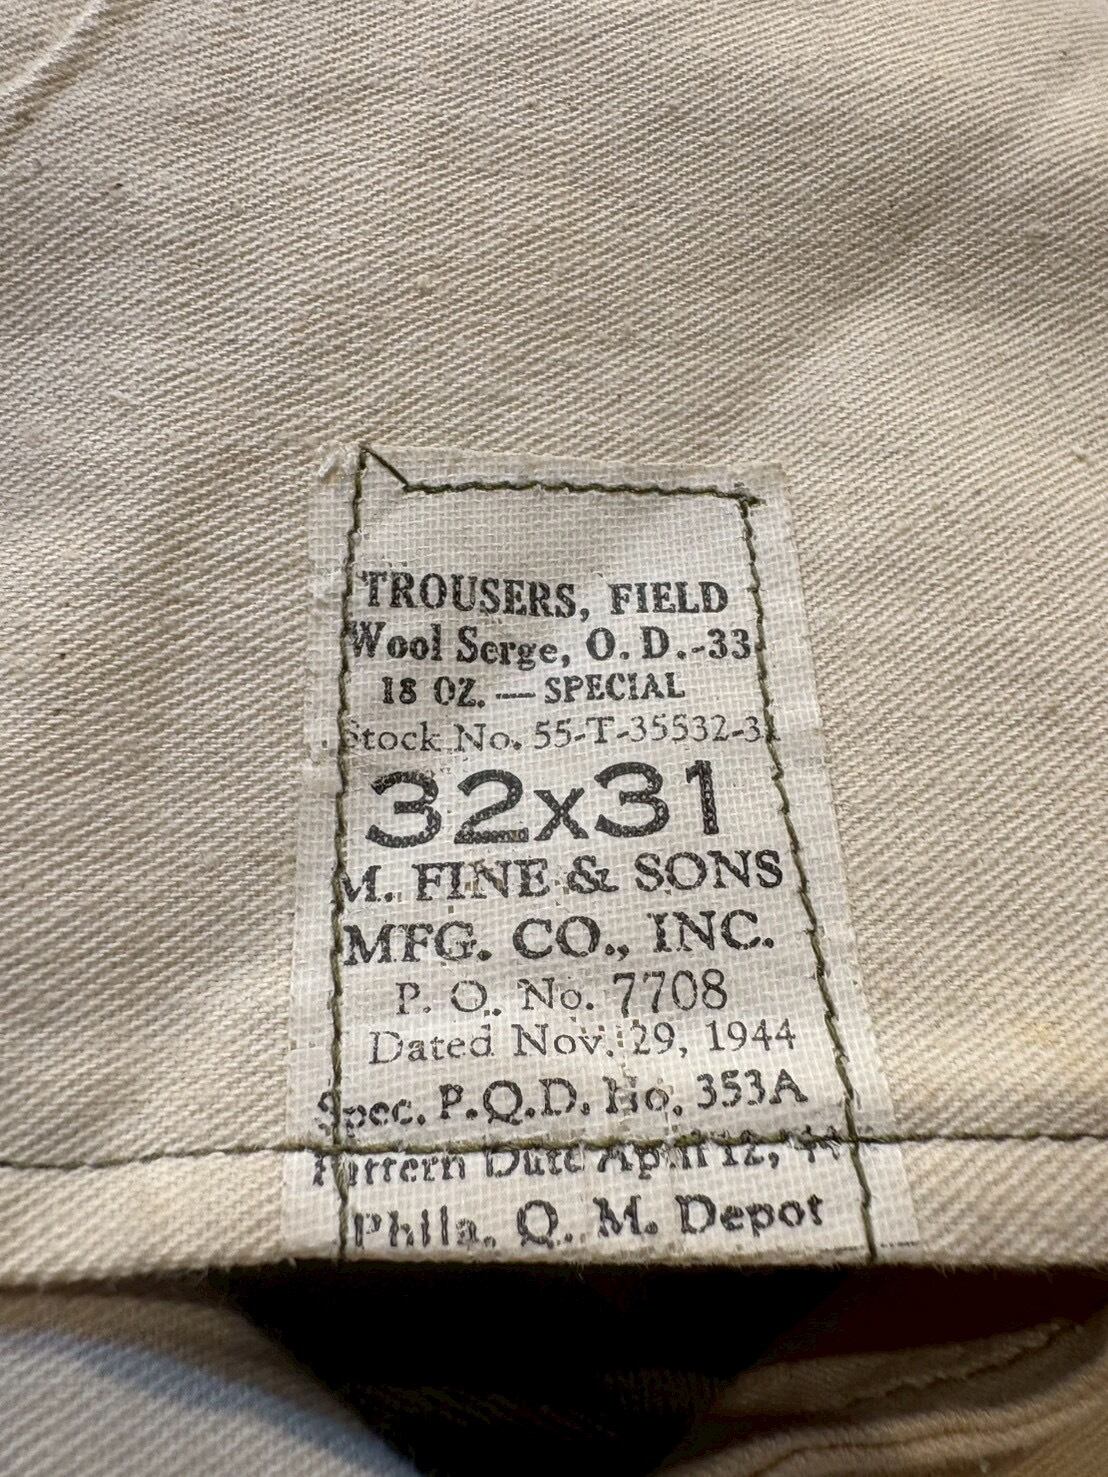 TROUSERS, FIELD
Wool Serge, O. D.-33
18 OZ. — SPECIAL
Stock No. 55-T-35532-31
32x31
M. FINE & SONS
MFG. CO., INC.
P. O. No. 7708
Dated Nov. 29, 1944
Spec. P.Q.D. No. 353A
Pattern Date April 12,
Phila. Q. M. Depot